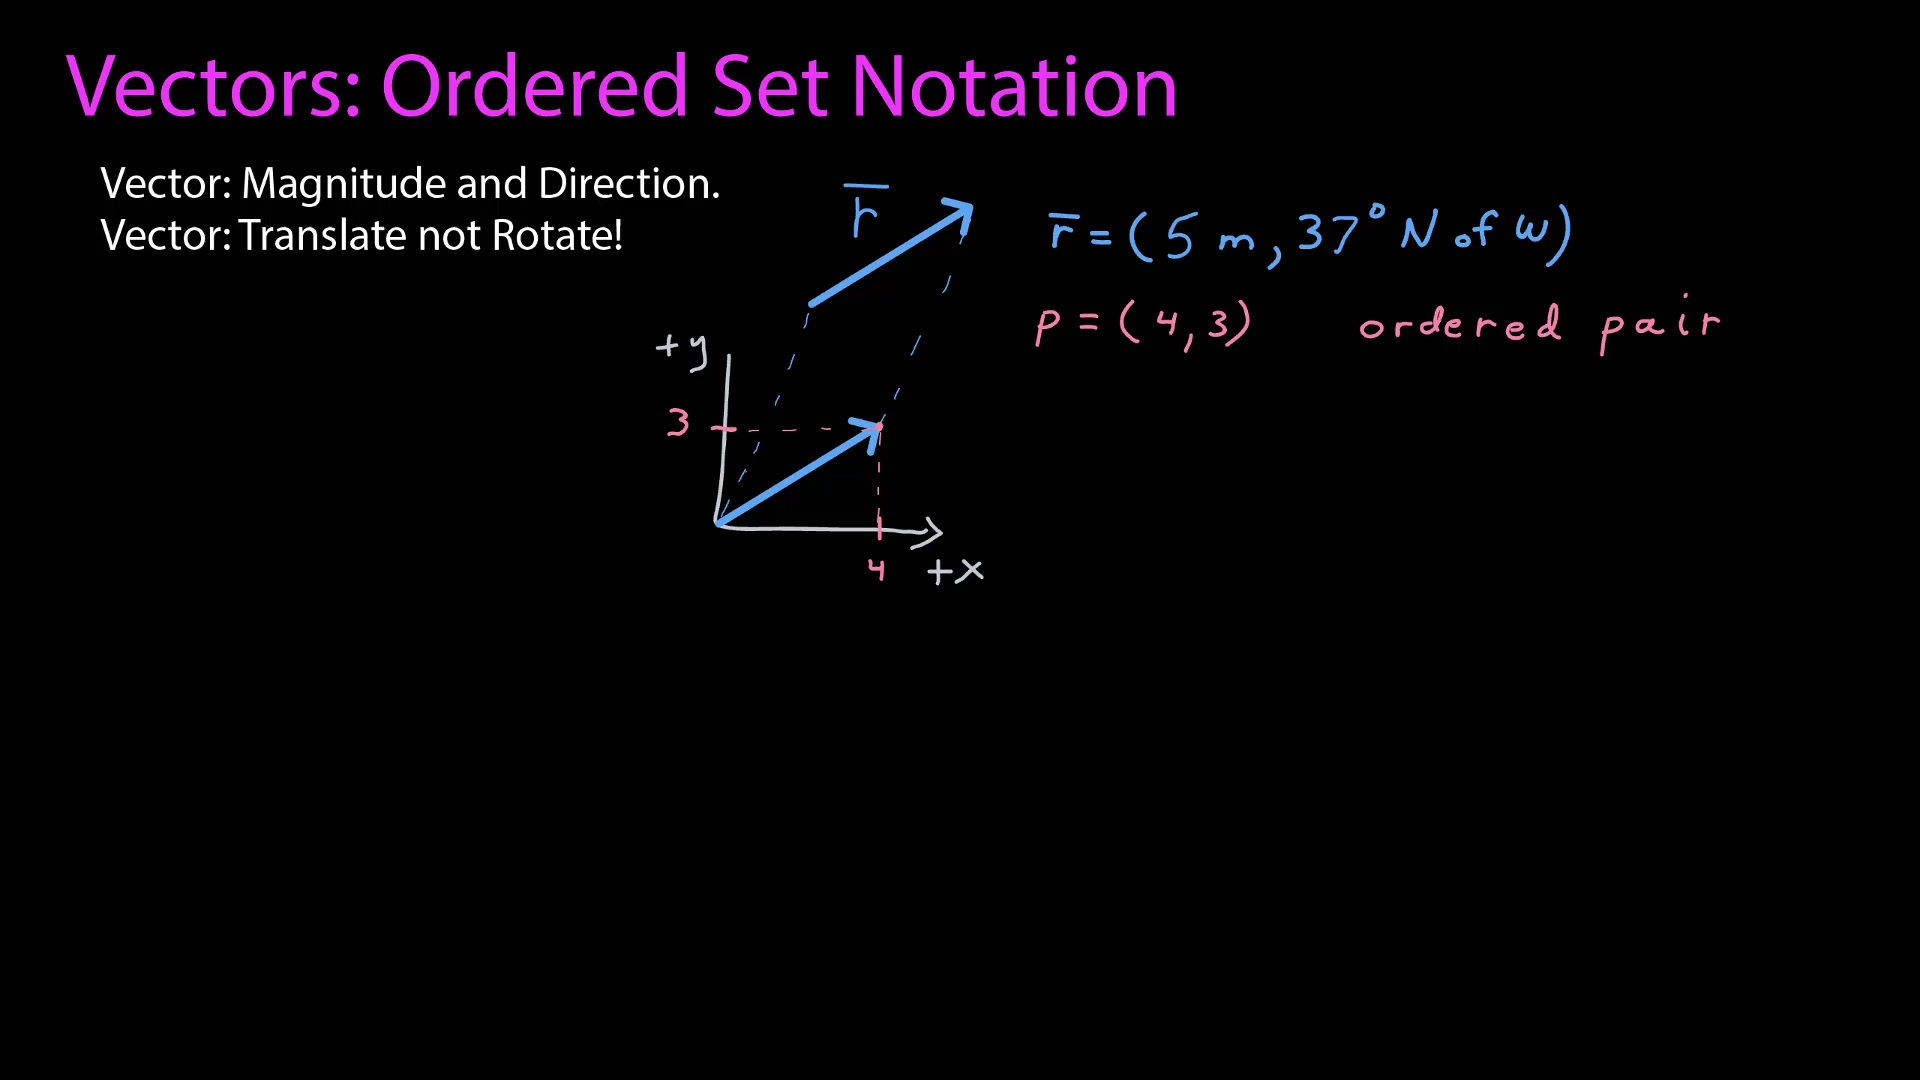 Vectors: Ordered Set Notation
Vector: Magnitude and Direction.
Vector: Translate not Rotate!
r̅
r̅ = (5 m, 37° N of W)
p = (4, 3) ordered pair
+y
3
4
+x